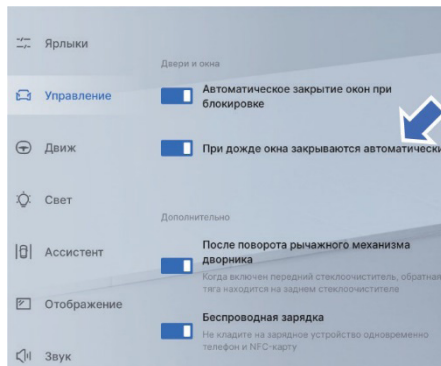 Ярлыки
Двери и окна
Управление
Автоматическое закрытие окон при
блокировке
Движ
При дожде окна закрываются автоматически
Свет
Дополнительно
Ассистент
После поворота рычажного механизма
дворника
Когда включен передний стеклоочиститель, обратная
тяга находится на заднем стеклоочистителе
Отображение
Беспроводная зарядка
Не кладите на зарядное устройство одновременно
телефон и NFC-карту
Звук